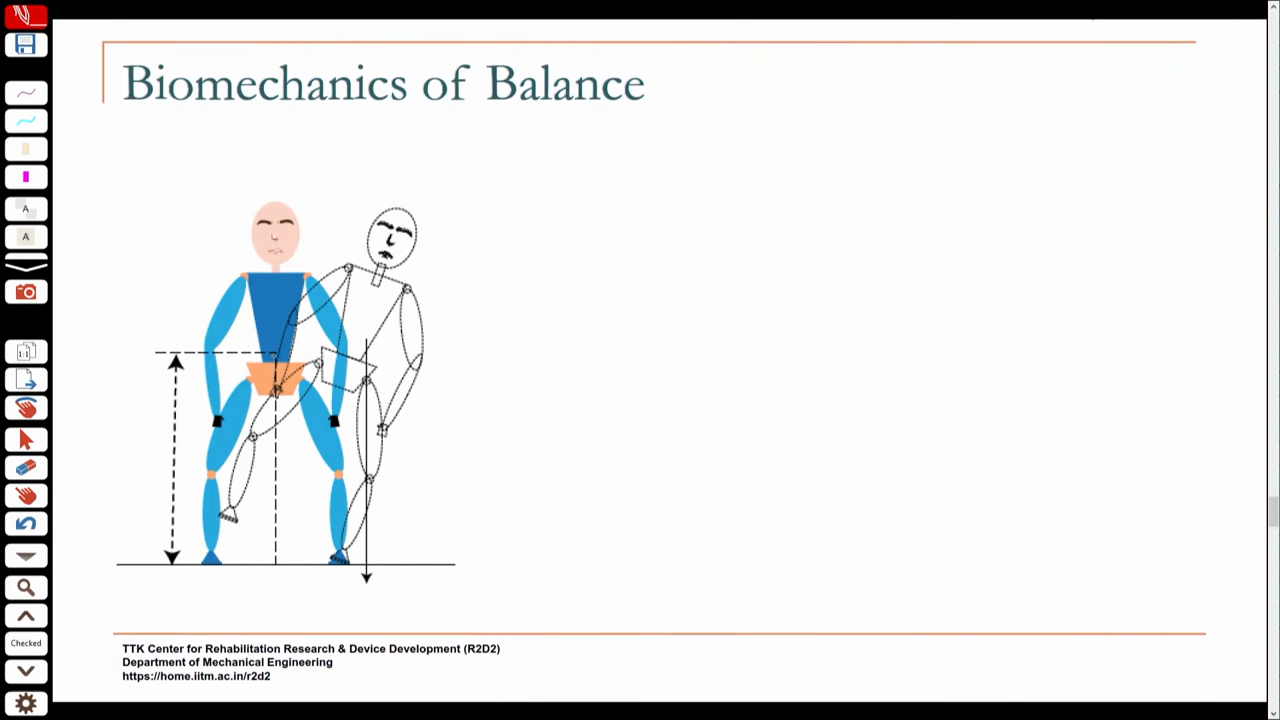 Biomechanics of Balance
A
A
1:1
Checked
TTK Center for Rehabilitation Research & Device Development (R2D2)
Department of Mechanical Engineering
https://home.iitm.ac.in/r2d2